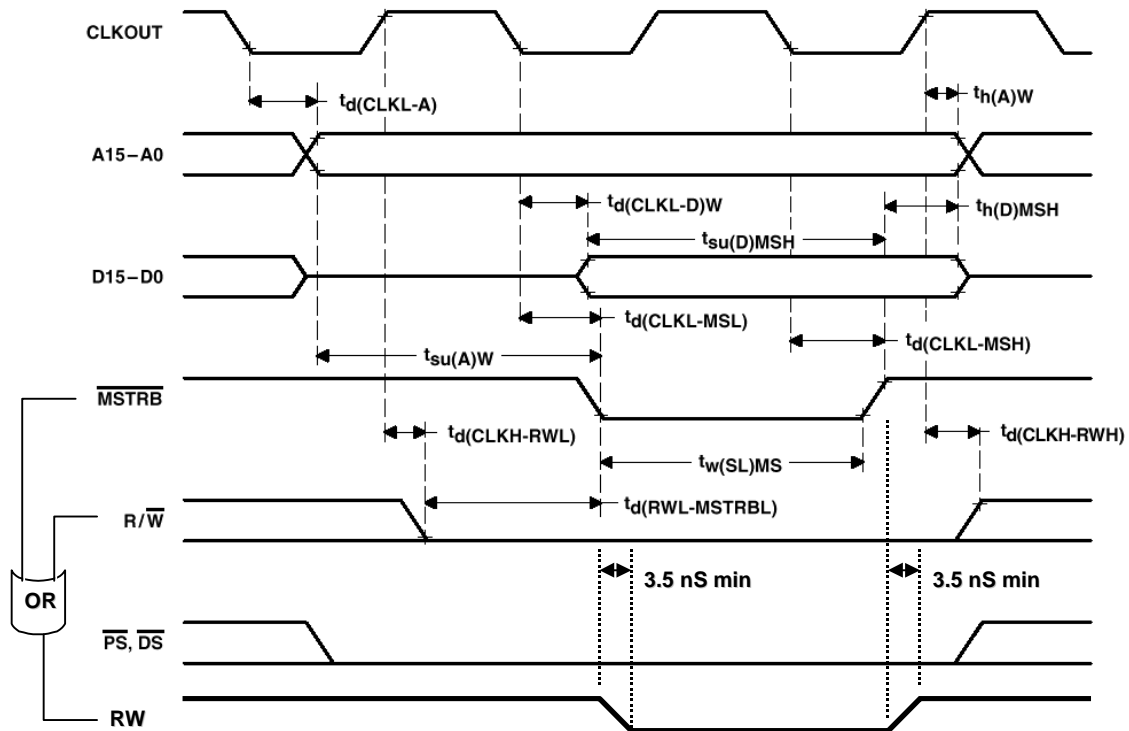 CLKOUT
td(CLKL-A)
th(A)W
A15–A0
td(CLKL-D)W
th(D)MSH
tsu(D)MSH
D15–D0
td(CLKL-MSL)
td(CLKL-MSH)
tsu(A)W
MSTRB
td(CLKH-RWL)
td(CLKH-RWH)
tw(SL)MS
td(RWL-MSTRBL)
R/W
3.5 nS min
3.5 nS min
OR
PS, DS
RW